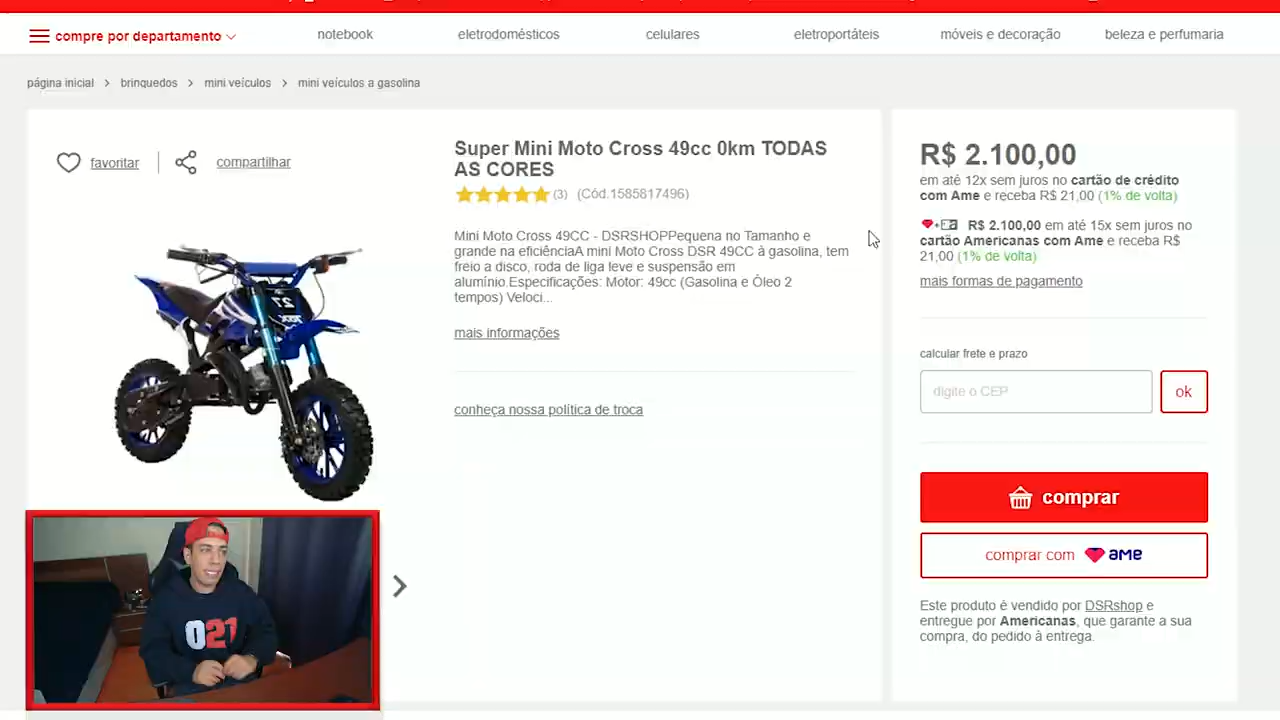 compre por departamento
notebook
eletrodomésticos
celulares
eletroportáteis
móveis e decoração
beleza e perfumaria
página inicial > brinquedos > mini veículos > mini veículos a gasolina
favoritar
compartilhar
Super Mini Moto Cross 49cc 0km TODAS
AS CORES
(3) (Cód.1585817496)
Mini Moto Cross 49CC - DSRSHOPPequena no Tamanho e
grande na eficiênciaA mini Moto Cross DSR 49CC à gasolina, tem
freio a disco, roda de liga leve e suspensão em
alumínio.Especificações: Motor: 49cc (Gasolina e Óleo 2
tempos) Veloci...
mais informações
conheça nossa política de troca
R$ 2.100,00
em até 12x sem juros no cartão de crédito
com Ame e receba R$ 21,00 (1% de volta)
R$ 2.100,00 em até 15x sem juros no
cartão Americanas com Ame e receba R$
21,00 (1% de volta)
mais formas de pagamento
calcular frete e prazo
digite o CEP
ok
comprar
comprar com ame
Este produto é vendido por DSRshop e
entregue por Americanas, que garante a sua
compra, do pedido à entrega.
021